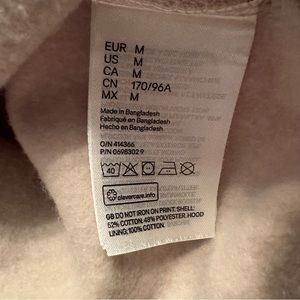 EUR M
US M
CA M
CN 170/96A
MX M
Made in Bangladesh
Fabriqué en Bangladesh
Hecho en Bangladesh
O/N 414366
P/N 0698302 9
40
clevercare.info
GB DO NOT IRON ON PRINT. SHELL:
52% COTTON. 48% POLYESTER. HOOD
LINING; 100% COTTON.